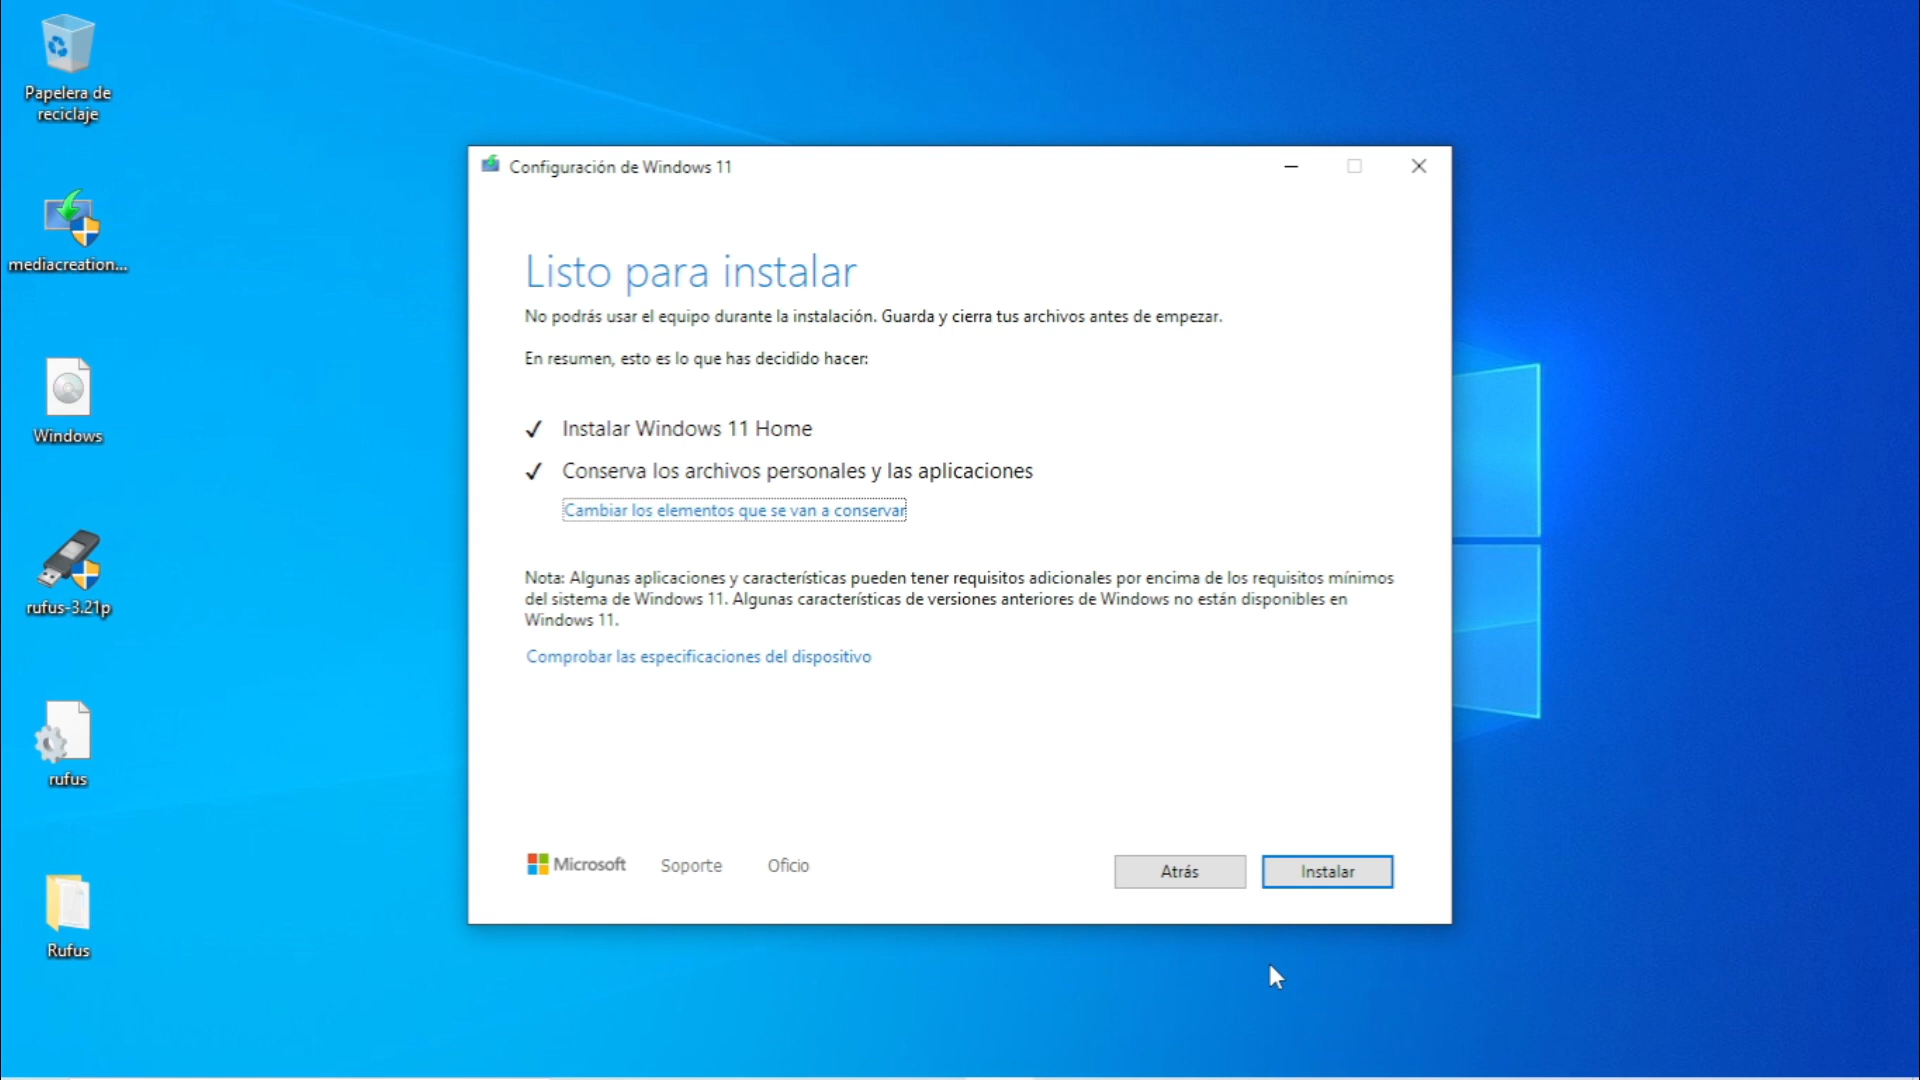 Papelera de
reciclaje
mediacreation...
Windows
rufus-3.21p
rufus
Rufus
Configuración de Windows 11
Listo para instalar
No podrás usar el equipo durante la instalación. Guarda y cierra tus archivos antes de empezar.
En resumen, esto es lo que has decidido hacer:
✓ Instalar Windows 11 Home
✓ Conserva los archivos personales y las aplicaciones
Cambiar los elementos que se van a conservar
Nota: Algunas aplicaciones y características pueden tener requisitos adicionales por encima de los requisitos mínimos
del sistema de Windows 11. Algunas características de versiones anteriores de Windows no están disponibles en
Windows 11.
Comprobar las especificaciones del dispositivo
Microsoft Soporte Oficio Atrás Instalar